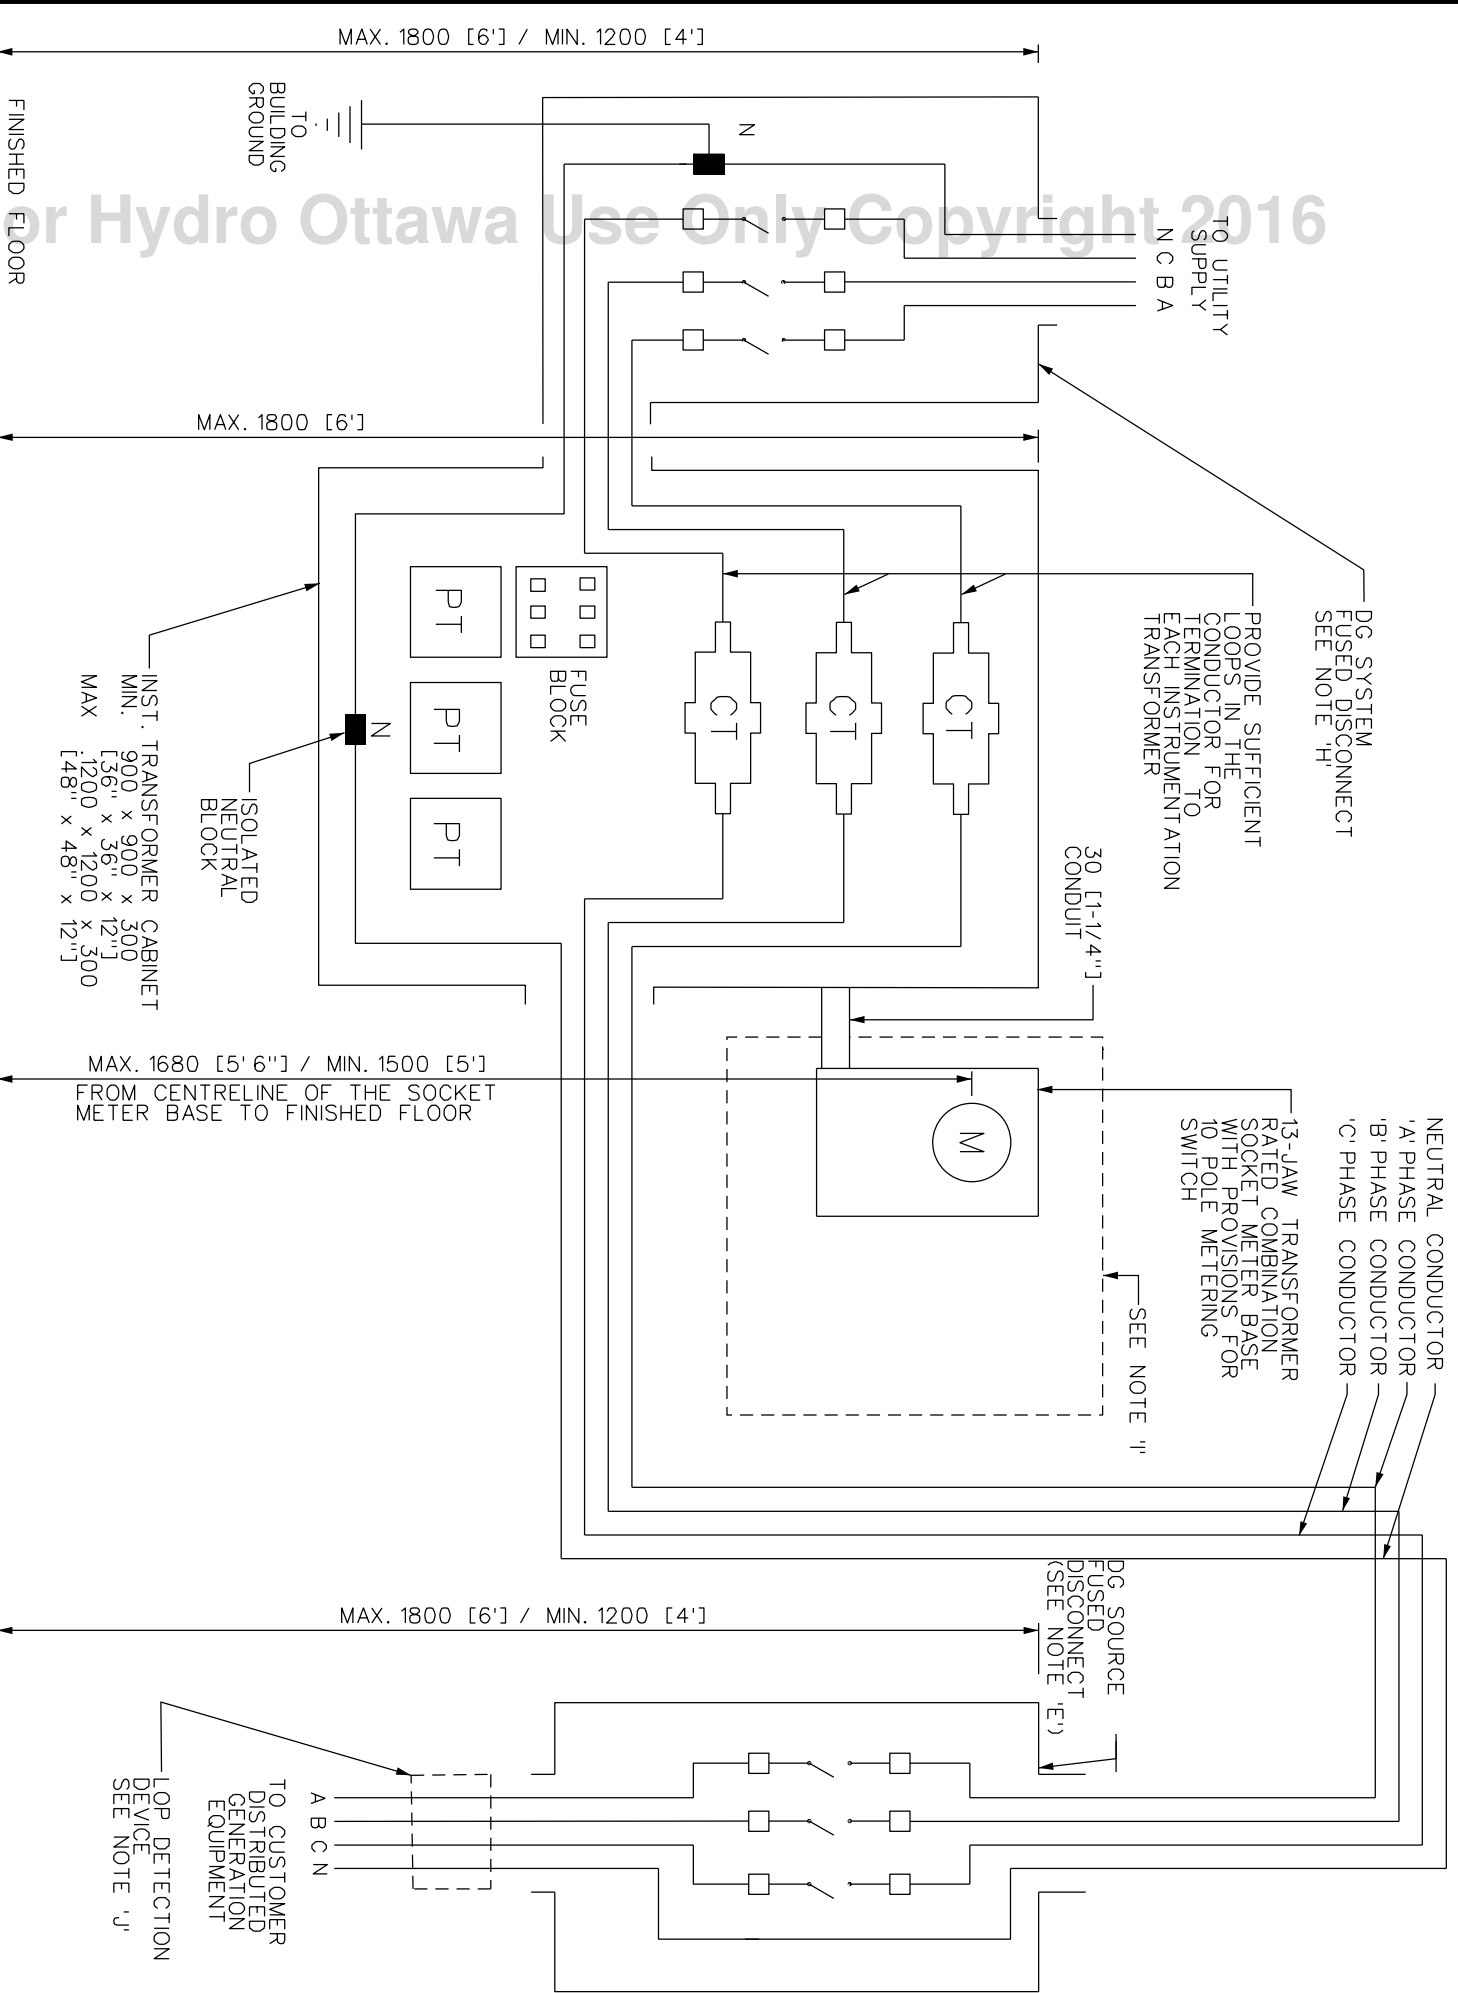 MAX. 1800 [6'] / MIN. 1200 [4']
FINISHED FLOOR
TO
BUILDING
GROUND
N
or Hydro Ottawa Use Only Copyright 2016
TO UTILITY
SUPPLY
N C B A
MAX. 1800 [6']
DG SYSTEM
FUSED DISCONNECT
SEE NOTE 'H'
PROVIDE SUFFICIENT
LOOPS IN THE
CONDUCTOR FOR
TERMINATION TO
EACH INSTRUMENTATION
TRANSFORMER
CT
CT
CT
FUSE
BLOCK
PT
PT
PT
N
ISOLATED
NEUTRAL
BLOCK
INST. TRANSFORMER CABINET
MIN. 900 x 900 x 300
[36" x 36" x 12"]
MAX .1200 x 1200 x 300
[48" x 48" x 12"]
30 [1-1/4"]
CONDUIT
MAX. 1680 [5' 6"] / MIN. 1500 [5']
FROM CENTRELINE OF THE SOCKET
METER BASE TO FINISHED FLOOR
M
13-JAW TRANSFORMER
RATED COMBINATION
SOCKET METER BASE
WITH PROVISIONS FOR
10 POLE METERING
SWITCH
SEE NOTE 'I'
NEUTRAL CONDUCTOR
'A' PHASE CONDUCTOR
'B' PHASE CONDUCTOR
'C' PHASE CONDUCTOR
MAX. 1800 [6'] / MIN. 1200 [4']
DG SOURCE
FUSED
DISCONNECT
(SEE NOTE 'E')
A B C N
TO CUSTOMER
DISTRIBUTED
GENERATION
EQUIPMENT
LOP DETECTION
DEVICE
SEE NOTE 'J'